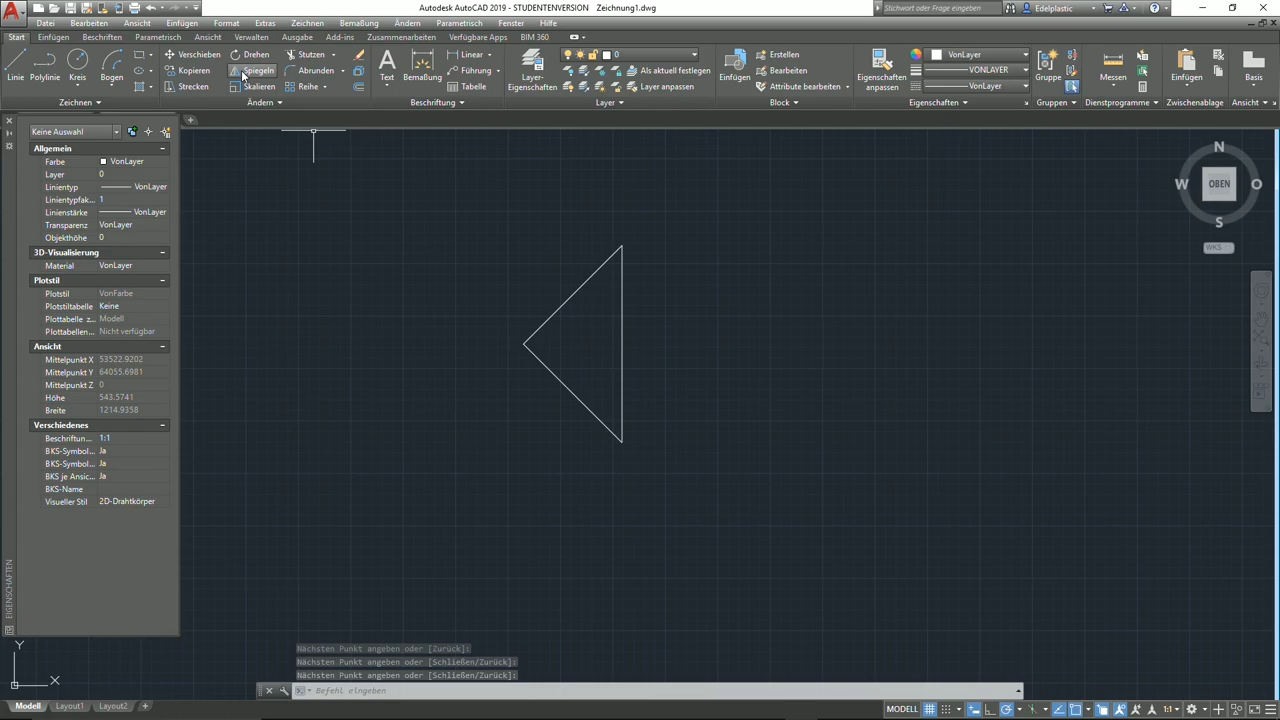 Autodesk AutoCAD 2019 - STUDENTENVERSION Zeichnung1.dwg
Stichwort oder Frage eingeben
Edelplastic
Datei Bearbeiten Ansicht Einfügen Format Extras Zeichnen Bemaßung Ändern Parametrisch Fenster Hilfe
Start Einfügen Beschriften Parametrisch Ansicht Verwalten Ausgabe Add-ins Zusammenarbeiten Verfügbare Apps BIM 360
Linie Polylinie Kreis Bogen
Verschieben Drehen Stutzen
Kopieren Spiegeln Abrunden
Strecken Skalieren Reihe
Text Bemaßung
Linear
Führung
Tabelle
Layer-
Eigenschaften
0
Als aktuell festlegen
Layer anpassen
Einfügen
Erstellen
Bearbeiten
Attribute bearbeiten
Eigenschaften
anpassen
VonLayer
VONLAYER
VonLayer
Gruppe
Messen
Einfügen
Basis
Zeichnen Ändern Beschriftung Layer Block Eigenschaften Gruppen Dienstprogramme Zwischenablage Ansicht
Keine Auswahl
Allgemein
Farbe VonLayer
Layer 0
Linientyp VonLayer
Linientypfak... 1
Linienstärke VonLayer
Transparenz VonLayer
Objekthöhe 0
3D-Visualisierung
Material VonLayer
Plotstil
Plotstil VonFarbe
Plotstiltabelle Keine
Plottabelle z... Modell
Plottabellen... Nicht verfügbar
Ansicht
Mittelpunkt X 53522.9202
Mittelpunkt Y 64055.6981
Mittelpunkt Z 0
Höhe 543.5741
Breite 1214.9358
Verschiedenes
Beschriftun... 1:1
BKS-Symbol... Ja
BKS-Symbol... Ja
BKS je Ansic... Ja
BKS-Name
Visueller Stil 2D-Drahtkörper
EIGENSCHAFTEN
N
W OBEN O
S
WKS
Y
X
Nächsten Punkt angeben oder [Zurück]:
Nächsten Punkt angeben oder [Schließen/Zurück]:
Nächsten Punkt angeben oder [Schließen/Zurück]:
Befehl eingeben
Modell Layout1 Layout2 +
MODELL 1:1